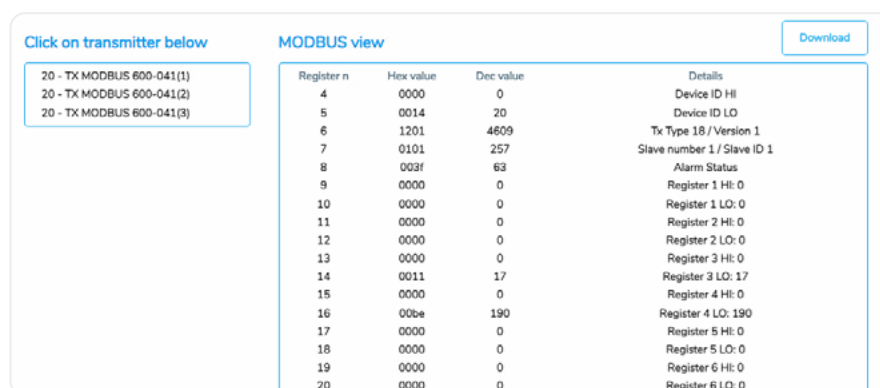 Click on transmitter below
20 - TX MODBUS 600-041(1)
20 - TX MODBUS 600-041(2)
20 - TX MODBUS 600-041(3)
MODBUS view
Download
Register n Hex value Dec value Details
4 0000 0 Device ID HI
5 0014 20 Device ID LO
6 1201 4609 Tx Type 18 / Version 1
7 0101 257 Slave number 1 / Slave ID 1
8 003f 63 Alarm Status
9 0000 0 Register 1 HI: 0
10 0000 0 Register 1 LO: 0
11 0000 0 Register 2 HI: 0
12 0000 0 Register 2 LO: 0
13 0000 0 Register 3 HI: 0
14 0011 17 Register 3 LO: 17
15 0000 0 Register 4 HI: 0
16 00be 190 Register 4 LO: 190
17 0000 0 Register 5 HI: 0
18 0000 0 Register 5 LO: 0
19 0000 0 Register 6 HI: 0
20 0000 0 Register 6 LO: 0